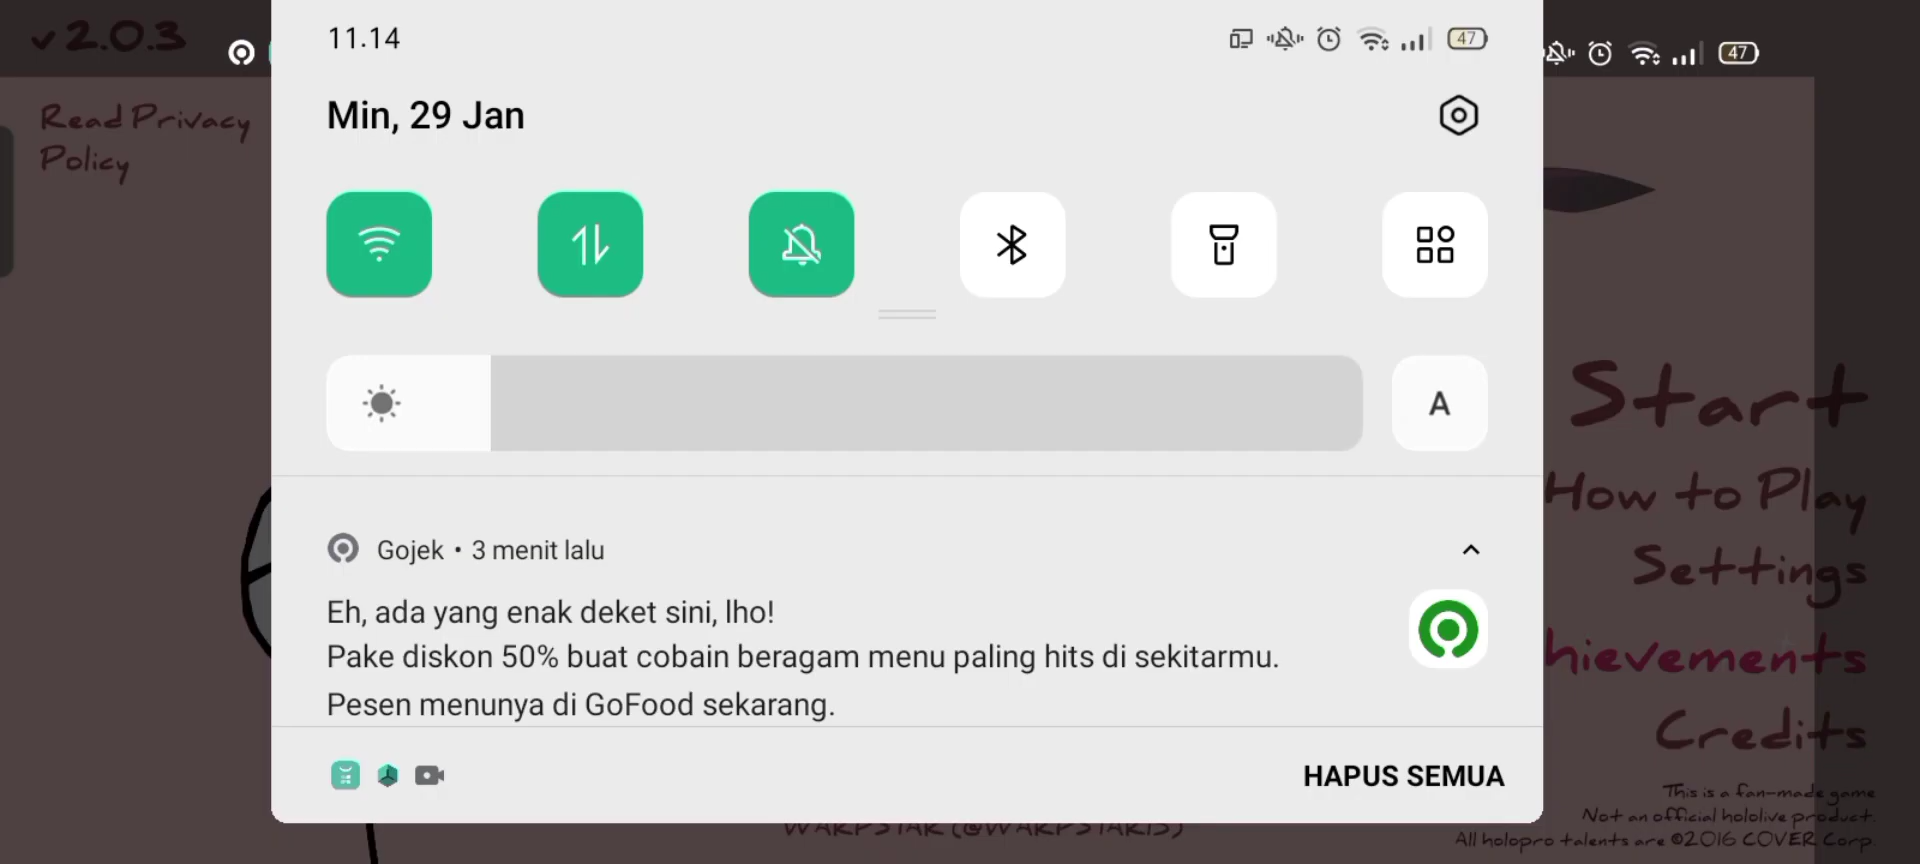 v2.0.3
11.14
47
47
Min, 29 Jan
Read Privacy
Policy
A
Start
How to Play
Settings
hievements
Credits
Gojek • 3 menit lalu
Eh, ada yang enak deket sini, lho!
Pake diskon 50% buat cobain beragam menu paling hits di sekitarmu.
Pesen menunya di GoFood sekarang.
HAPUS SEMUA
This is a fan-made game
Not an official hololive product.
All holopro talents are ©2016 COVER Corp.